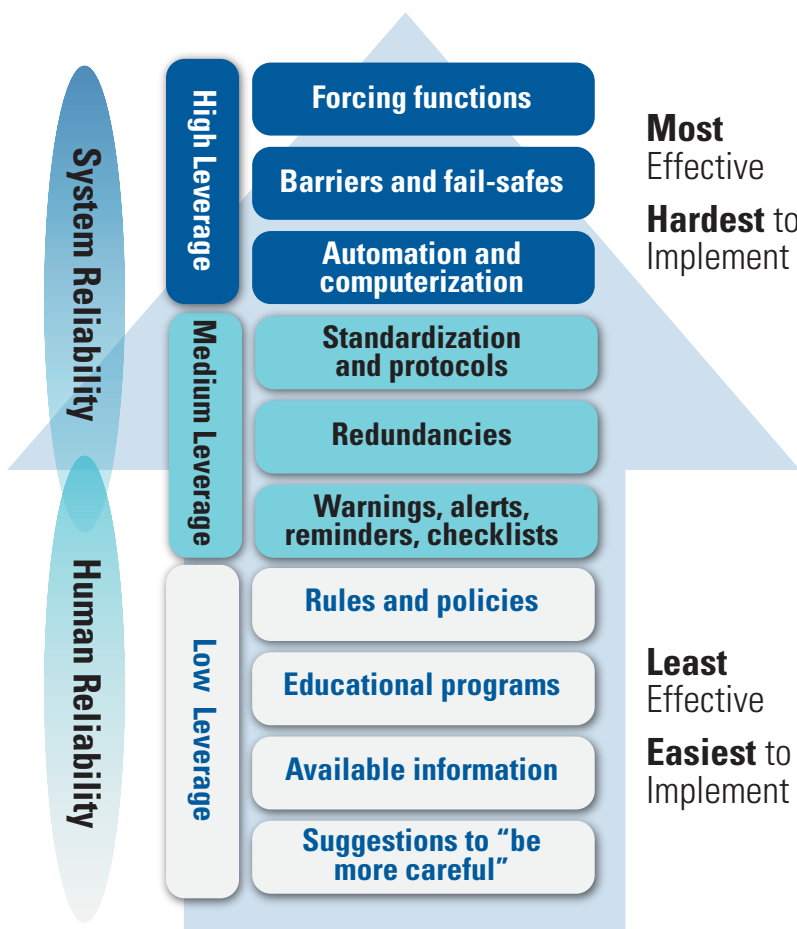 System Reliability
Human Reliability
High Leverage
Forcing functions
Barriers and fail-safes
Automation and
computerization
Medium Leverage
Standardization
and protocols
Redundancies
Warnings, alerts,
reminders, checklists
Low Leverage
Rules and policies
Educational programs
Available information
Suggestions to “be
more careful”
Most
Effective
Hardest to
Implement
Least
Effective
Easiest to
Implement